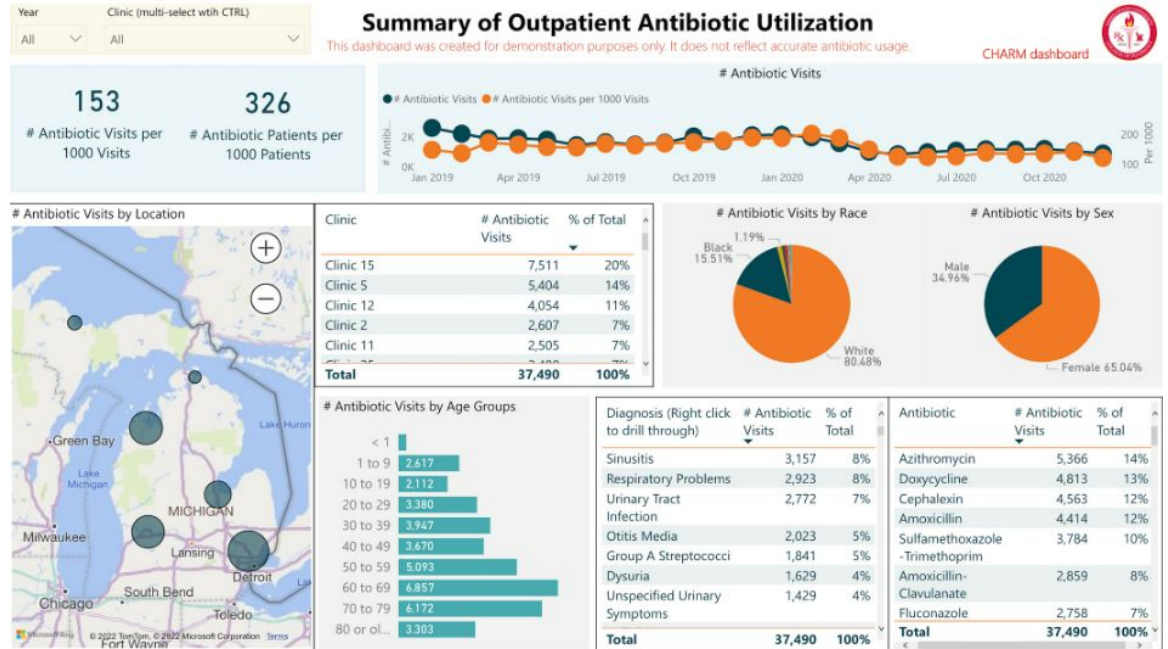 Year
Clinic (multi-select wtih CTRL)
All
All
Summary of Outpatient Antibiotic Utilization
This dashboard was created for demonstration purposes only. It does not reflect accurate antibiotic usage.
CHARM dashboard
153
# Antibiotic Visits per
1000 Visits
326
# Antibiotic Patients per
1000 Patients
# Antibiotic Visits
# Antibiotic Visits # Antibiotic Visits per 1000 Visits
# Antibi...
2K
0K
200
100
Per 1000
Jan 2019 Apr 2019 Jul 2019 Oct 2019 Jan 2020 Apr 2020 Jul 2020 Oct 2020
# Antibiotic Visits by Location
Green Bay
Lake Huron
Lake
Michigan
MICHIGAN
Milwaukee
Lansing
Detroit
Chicago
South Bend
Toledo
Fort Wayne
Microsoft Bing
© 2022 TomTom, © 2022 Microsoft Corporation Terms
Clinic # Antibiotic % of Total
Visits
Clinic 15 7,511 20%
Clinic 5 5,404 14%
Clinic 12 4,054 11%
Clinic 2 2,607 7%
Clinic 11 2,505 7%
Total 37,490 100%
# Antibiotic Visits by Race
1.19%
Black
15.51%
White
80.48%
# Antibiotic Visits by Sex
Male
34.96%
Female 65.04%
# Antibiotic Visits by Age Groups
< 1
1 to 9 2,617
10 to 19 2,112
20 to 29 3,380
30 to 39 3,947
40 to 49 3,670
50 to 59 5,093
60 to 69 6,857
70 to 79 6,172
80 or ol... 3,303
Diagnosis (Right click # Antibiotic % of
to drill through) Visits Total
Sinusitis 3,157 8%
Respiratory Problems 2,923 8%
Urinary Tract 2,772 7%
Infection
Otitis Media 2,023 5%
Group A Streptococci 1,841 5%
Dysuria 1,629 4%
Unspecified Urinary 1,429 4%
Symptoms
Total 37,490 100%
Antibiotic # Antibiotic % of
Visits Total
Azithromycin 5,366 14%
Doxycycline 4,813 13%
Cephalexin 4,563 12%
Amoxicillin 4,414 12%
Sulfamethoxazole 3,784 10%
-Trimethoprim
Amoxicillin- 2,859 8%
Clavulanate
Fluconazole 2,758 7%
Total 37,490 100%